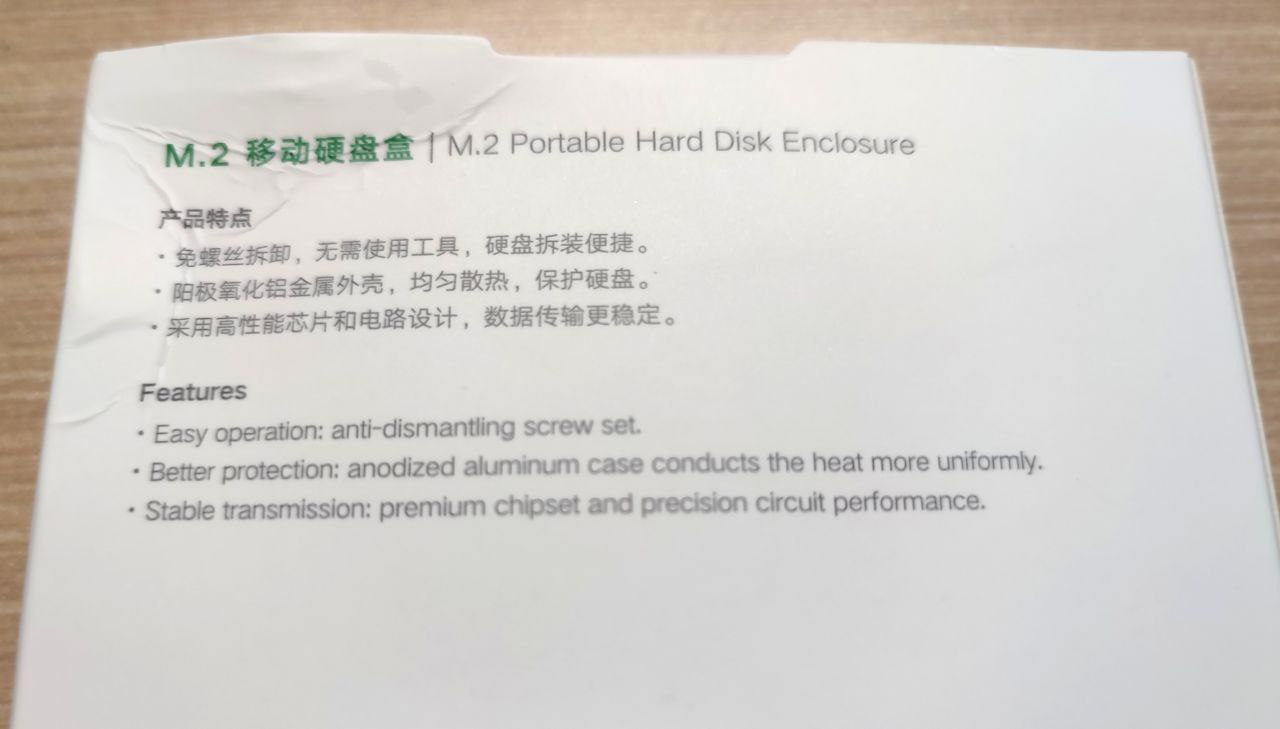 M.2 移动硬盘盒 | M.2 Portable Hard Disk Enclosure
产品特点
· 免螺丝拆卸，无需使用工具，硬盘拆装便捷。
· 阳极氧化铝金属外壳，均匀散热，保护硬盘。
· 采用高性能芯片和电路设计，数据传输更稳定。
Features
· Easy operation: anti-dismantling screw set.
· Better protection: anodized aluminum case conducts the heat more uniformly.
· Stable transmission: premium chipset and precision circuit performance.